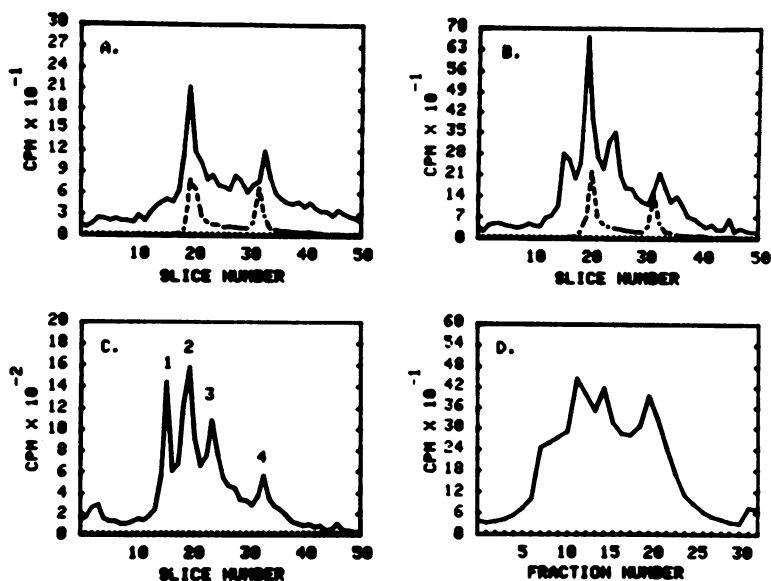 A.
30
27
24
21
18
15
12
9
6
3
0
CPM X 10^-1
10 20 30 40 50
SLICE NUMBER
B.
70
63
56
49
42
35
28
21
14
7
0
CPM X 10^-1
10 20 30 40 50
SLICE NUMBER
C.
1 2 3 4
20
18
16
14
12
10
8
6
4
2
0
CPM X 10^-2
10 20 30 40 50
SLICE NUMBER
D.
60
54
48
42
36
30
24
18
12
6
0
CPM X 10^-1
5 10 15 20 25 30
FRACTION NUMBER